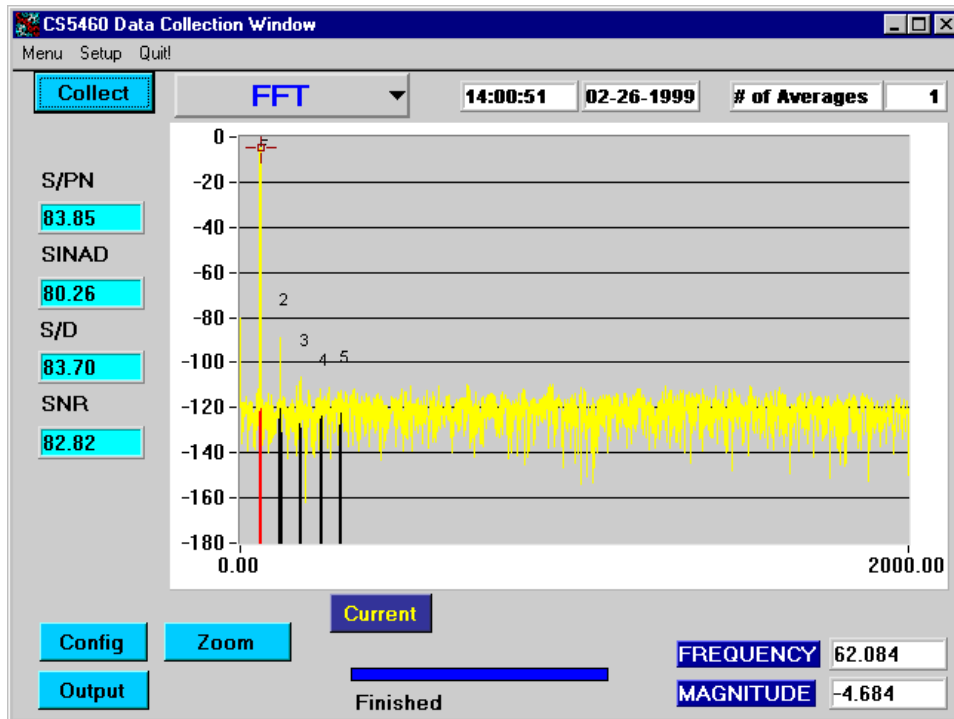 CS5460 Data Collection Window
Menu Setup Quit!
Collect
FFT
14:00:51
02-26-1999
# of Averages
1
S/PN
83.85
SINAD
80.26
S/D
83.70
SNR
82.82
0
-20
-40
-60
-80
-100
-120
-140
-160
-180
2
3
4
5
0.00
2000.00
Current
Config
Zoom
Output
Finished
FREQUENCY
62.084
MAGNITUDE
-4.684